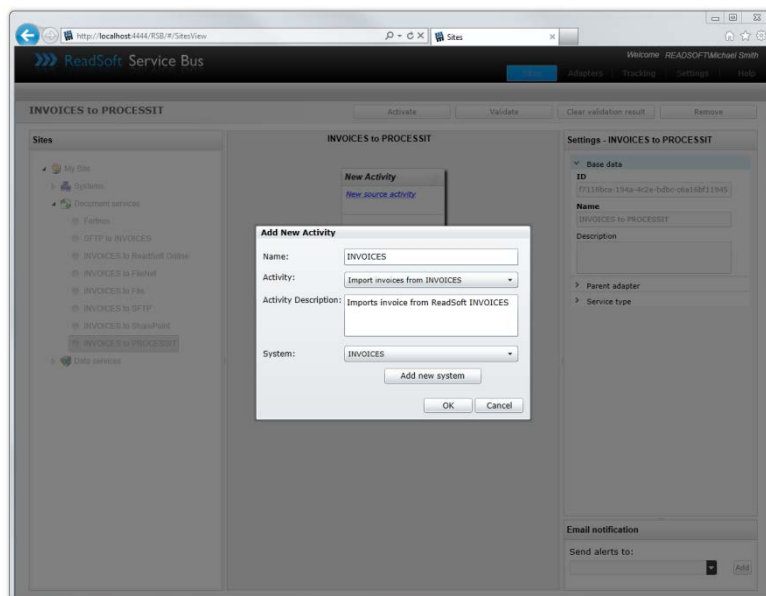 http://localhost:4444/RSB/#/SitesView
Sites
ReadSoft Service Bus
Welcome READSOFT\Michael Smith
Sites
Adapters
Tracking
Settings
Help
INVOICES to PROCESSIT
Activate
Validate
Clear validation result
Remove
Sites
My Site
Systems
Document services
Fortnox
SFTP to INVOICES
INVOICES to ReadSoft Online
INVOICES to FileNet
INVOICES to File
INVOICES to SFTP
INVOICES to SharePoint
INVOICES to PROCESSIT
Data services
INVOICES to PROCESSIT
New Activity
New source activity
Add New Activity
Name:
INVOICES
Activity:
Import invoices from INVOICES
Activity Description:
Imports invoice from ReadSoft INVOICES
System:
INVOICES
Add new system
OK
Cancel
Settings - INVOICES to PROCESSIT
Base data
ID
Name
INVOICES to PROCESSIT
Description
Parent adapter
Service type
Email notification
Send alerts to:
Add